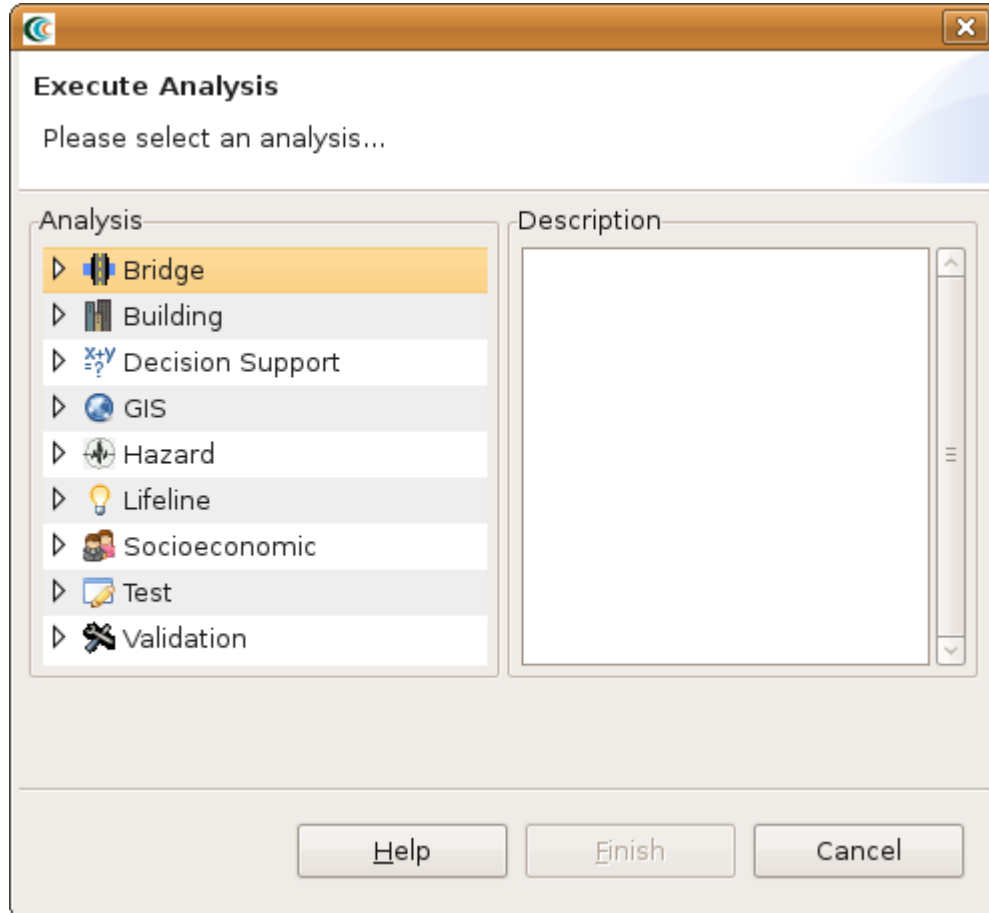 Execute Analysis
Please select an analysis...
Analysis
Bridge
Building
x+y
=?
Decision Support
GIS
Hazard
Lifeline
Socioeconomic
Test
Validation
Description
Help
Finish
Cancel